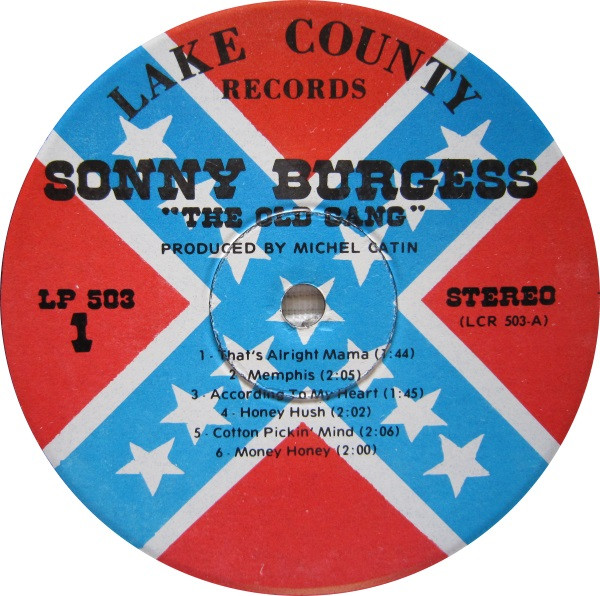 LAKE COUNTY
RECORDS
SONNY BURGESS
"THE OLD GANG"
PRODUCED BY MICHEL CATIN
LP 503
1
STEREO
(LCR 503-A)
1 - That's Alright Mama (1:44)
2 - Memphis (2:05)
3 - According To My Heart (1:45)
4 - Honey Hush (2:02)
5 - Cotton Pickin' Mind (2:06)
6 - Money Honey (2:00)